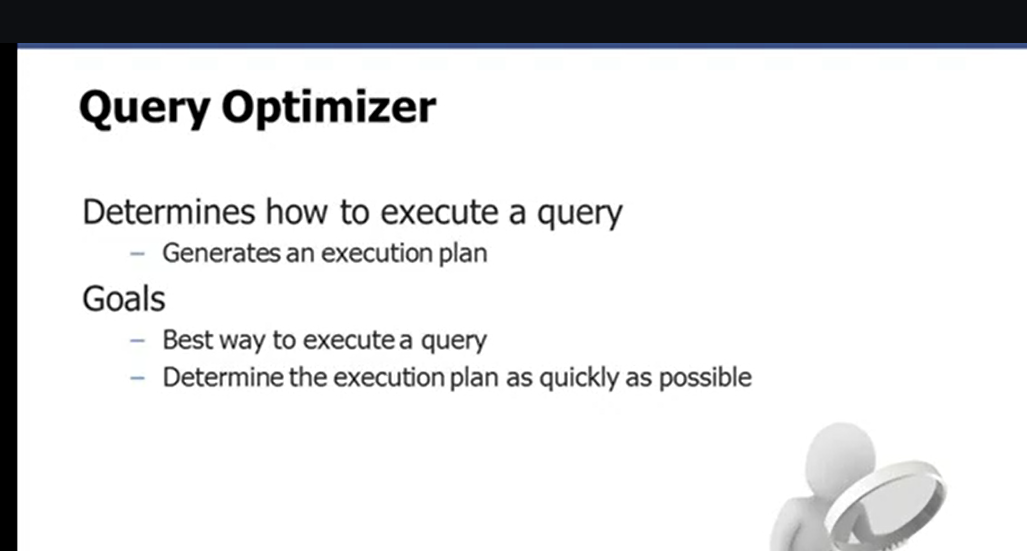 Query Optimizer
Determines how to execute a query
– Generates an execution plan
Goals
– Best way to execute a query
– Determine the execution plan as quickly as possible